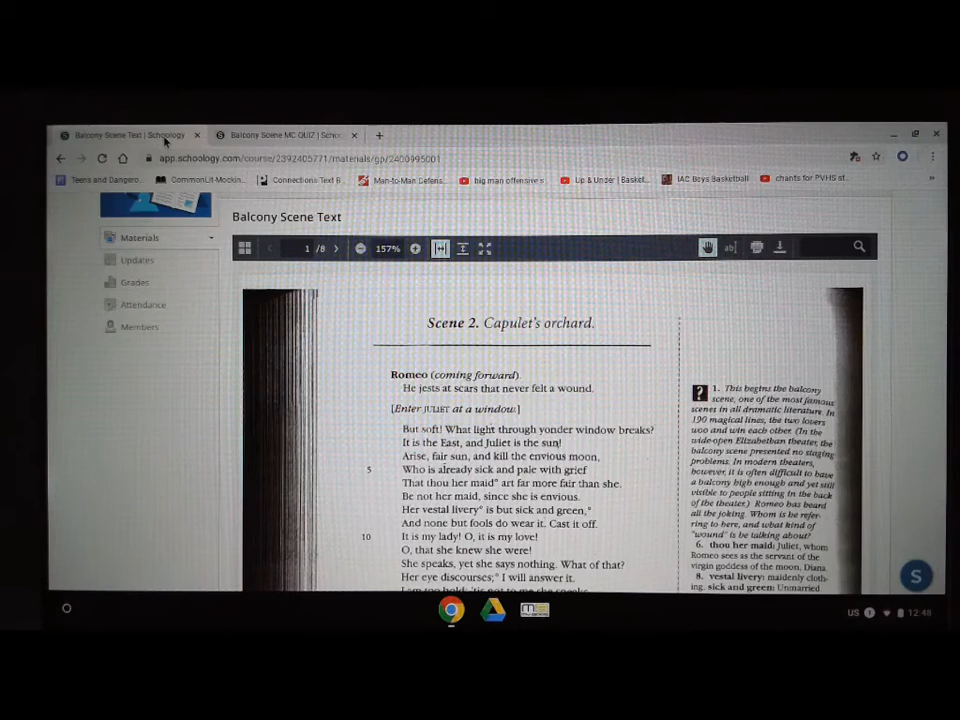 Balcony Scene Text | Schoology
Balcony Scene MC QUIZ | Schoo
app.schoology.com/course/2392405771/materials/gp/2400995001
Teens and Dangero...
CommonLit-Mockin...
Connections Text B...
Man-to-Man Defens...
big man offensive s...
Up & Under | Basket...
IAC Boys Basketball
chants for PVHS st...
Balcony Scene Text
Materials
1 /8
157%
Updates
Grades
Attendance
Members
Scene 2. Capulet's orchard.
Romeo (coming forward).
He jests at scars that never felt a wound.
[Enter JULIET at a window.]
But soft! What light through yonder window breaks?
It is the East, and Juliet is the sun!
Arise, fair sun, and kill the envious moon,
5 Who is already sick and pale with grief
That thou her maid° art far more fair than she.
Be not her maid, since she is envious.
Her vestal livery° is but sick and green,°
And none but fools do wear it. Cast it off.
10 It is my lady! O, it is my love!
O, that she knew she were!
She speaks, yet she says nothing. What of that?
Her eye discourses;° I will answer it.
I am too bold; 'tis not to me she speaks
? 1. This begins the balcony
scene, one of the most famous
scenes in all dramatic literature. In
190 magical lines, the two lovers
woo and win each other. (In the
wide-open Elizabethan theater, the
balcony scene presented no staging
problems. In modern theaters,
however, it is often difficult to have
a balcony high enough and yet still
visible to people sitting in the back
of the theater.) Romeo has heard
all the joking. Whom is he refer-
ring to here, and what kind of
"wound" is he talking about?
6. thou her maid: Juliet, whom
Romeo sees as the servant of the
virgin goddess of the moon, Diana
8. vestal livery: maidenly cloth-
ing. sick and green: Unmarried
S
US 1 12:48